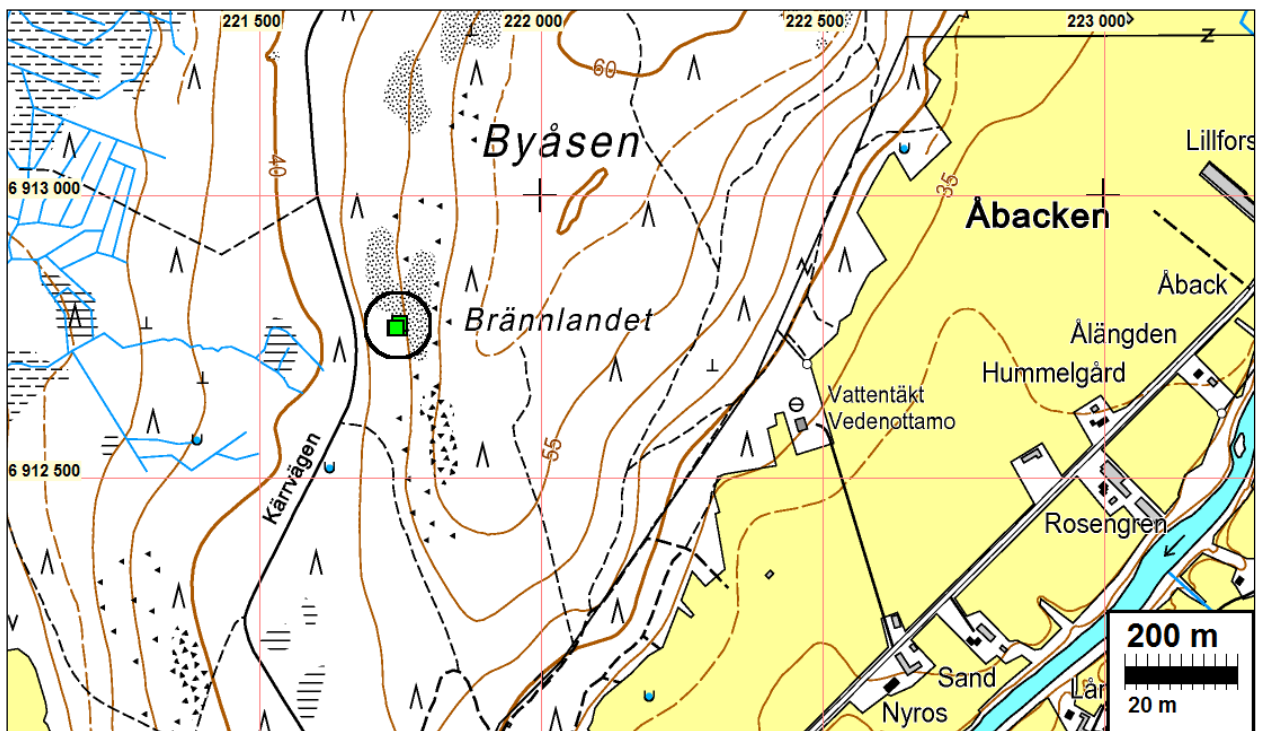 221 500
222 000
222 500
223 000
60
Byåsen
Lillfors
40
6 913 000
35
Åbacken
Åback
Brännlandet
Ålängden
Hummelgård
Vattentäkt
Vedenottamo
55
6 912 500
Kärrvägen
Rosengren
200 m
20 m
Sand
Lår
Nyros